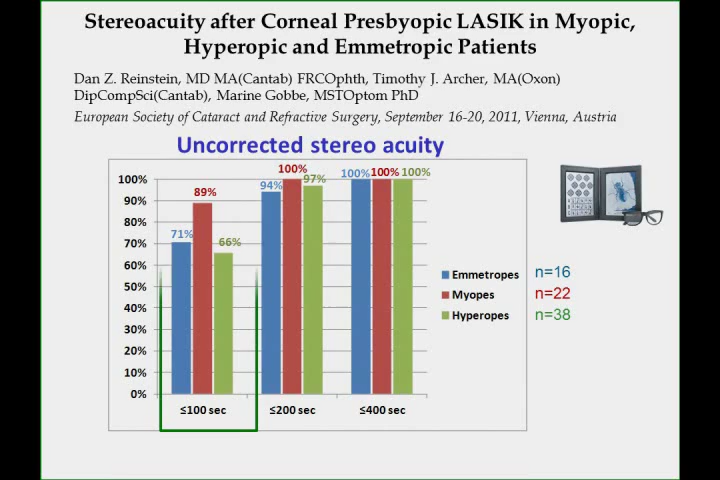 Stereoacuity after Corneal Presbyopic LASIK in Myopic,
Hyperopic and Emmetropic Patients
Dan Z. Reinstein, MD MA(Cantab) FRCOphth, Timothy J. Archer, MA(Oxon)
DipCompSci(Cantab), Marine Gobbe, MSTOptom PhD
European Society of Cataract and Refractive Surgery, September 16-20, 2011, Vienna, Austria
Uncorrected stereo acuity
100%
90%
80%
70%
60%
50%
40%
30%
20%
10%
0%
71%
89%
66%
94%
100%
97%
100%
100%
100%
≤100 sec
≤200 sec
≤400 sec
Emmetropes n=16
Myopes n=22
Hyperopes n=38